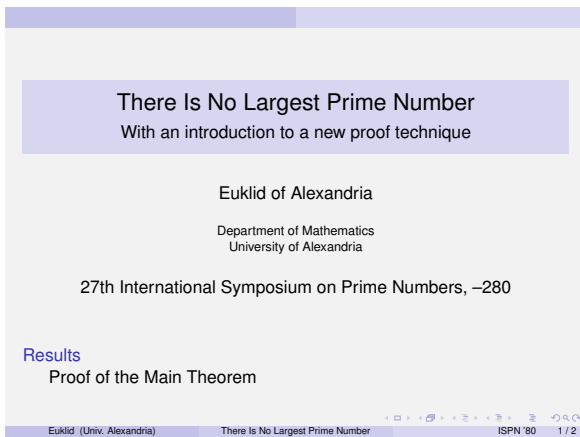 There Is No Largest Prime Number
With an introduction to a new proof technique
Euklid of Alexandria
Department of Mathematics
University of Alexandria
27th International Symposium on Prime Numbers, –280
Results
Proof of the Main Theorem
Euklid (Univ. Alexandria) There Is No Largest Prime Number ISPN '80 1 / 2